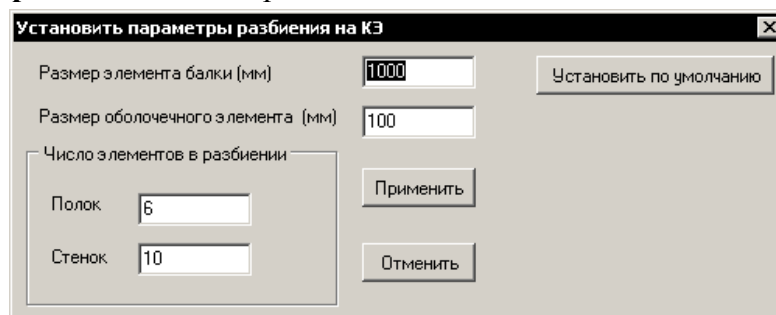 Установить параметры разбиения на КЭ
Размер элемента балки (мм) 1000 Установить по умолчанию
Размер оболочечного элемента (мм) 100
Число элементов в разбиении
Полок 6 Применить
Стенок 10 Отменить